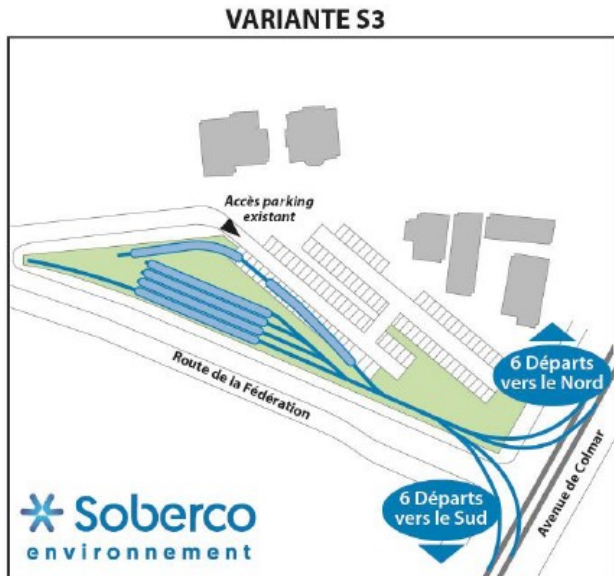 VARIANTE S3
Accès parking
existant
Route de la Fédération
6 Départs
vers le Nord
6 Départs
vers le Sud
Avenue de Colmar
Soberco
environnement